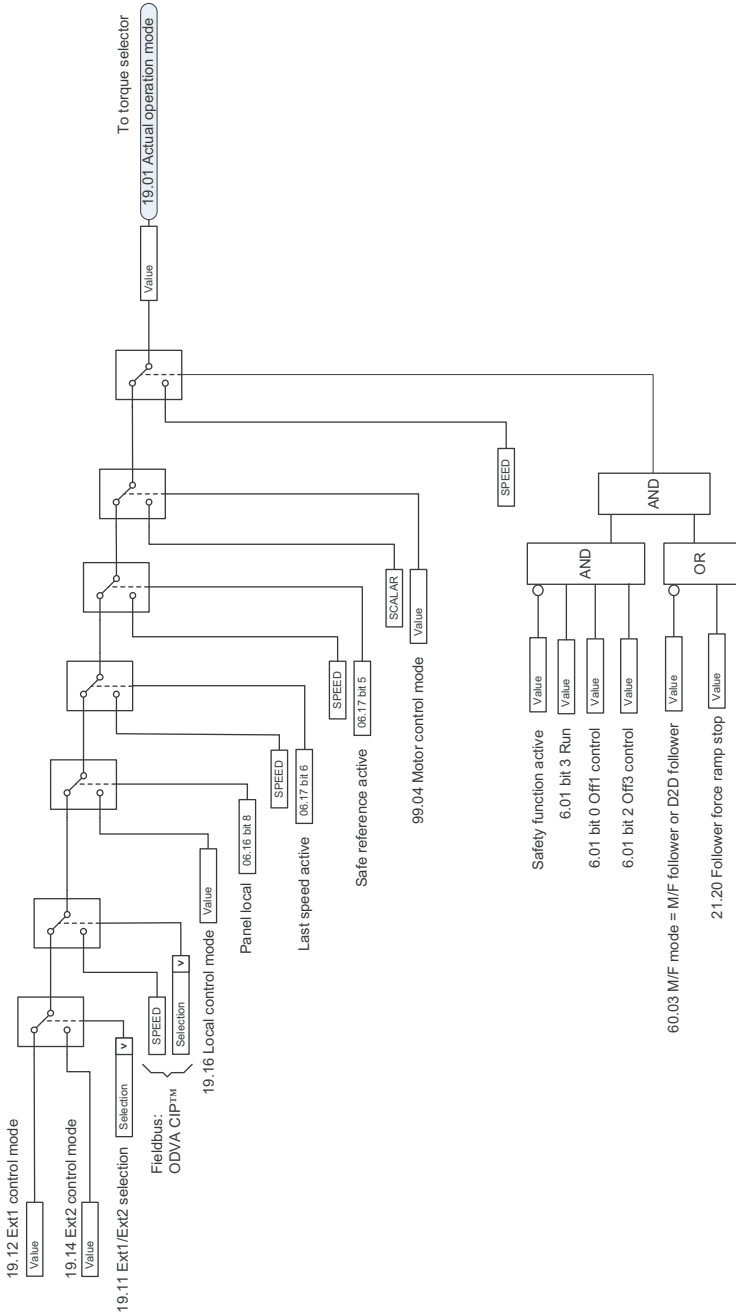 19.12 Ext1 control mode
Value
19.14 Ext2 control mode
Value
19.11 Ext1/Ext2 selection
Selection
v
Fieldbus:
ODVA CIP™
SPEED
Selection
v
19.16 Local control mode
Value
Panel local
06.16 bit 8
SPEED
Last speed active
06.17 bit 6
SPEED
Safe reference active
06.17 bit 5
SCALAR
99.04 Motor control mode
Value
SPEED
To torque selector
Value
19.01 Actual operation mode
Safety function active
Value
6.01 bit 3 Run
Value
6.01 bit 0 Off1 control
Value
6.01 bit 2 Off3 control
Value
AND
60.03 M/F mode = M/F follower or D2D follower
Value
21.20 Follower force ramp stop
Value
OR
AND